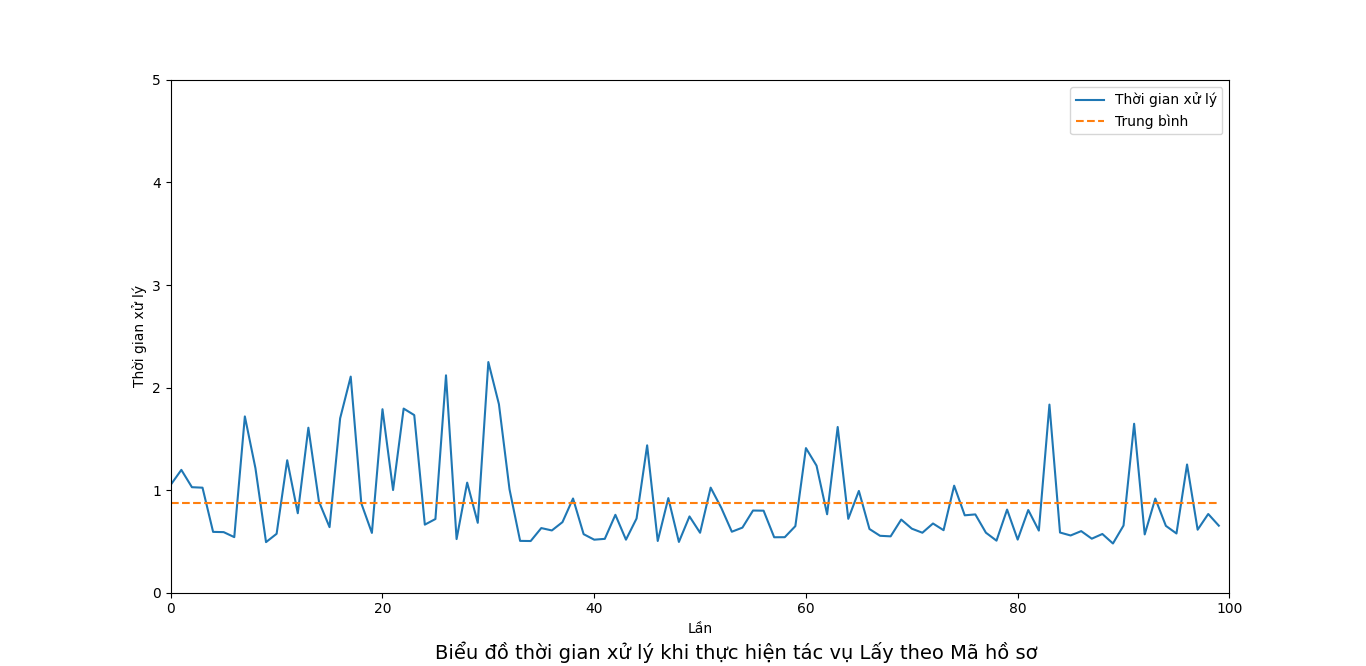 5
4
3
2
1
0
Thời gian xử lý
Thời gian xử lý
Trung bình
0 20 40 60 80 100
Lần
Biểu đồ thời gian xử lý khi thực hiện tác vụ Lấy theo Mã hồ sơ